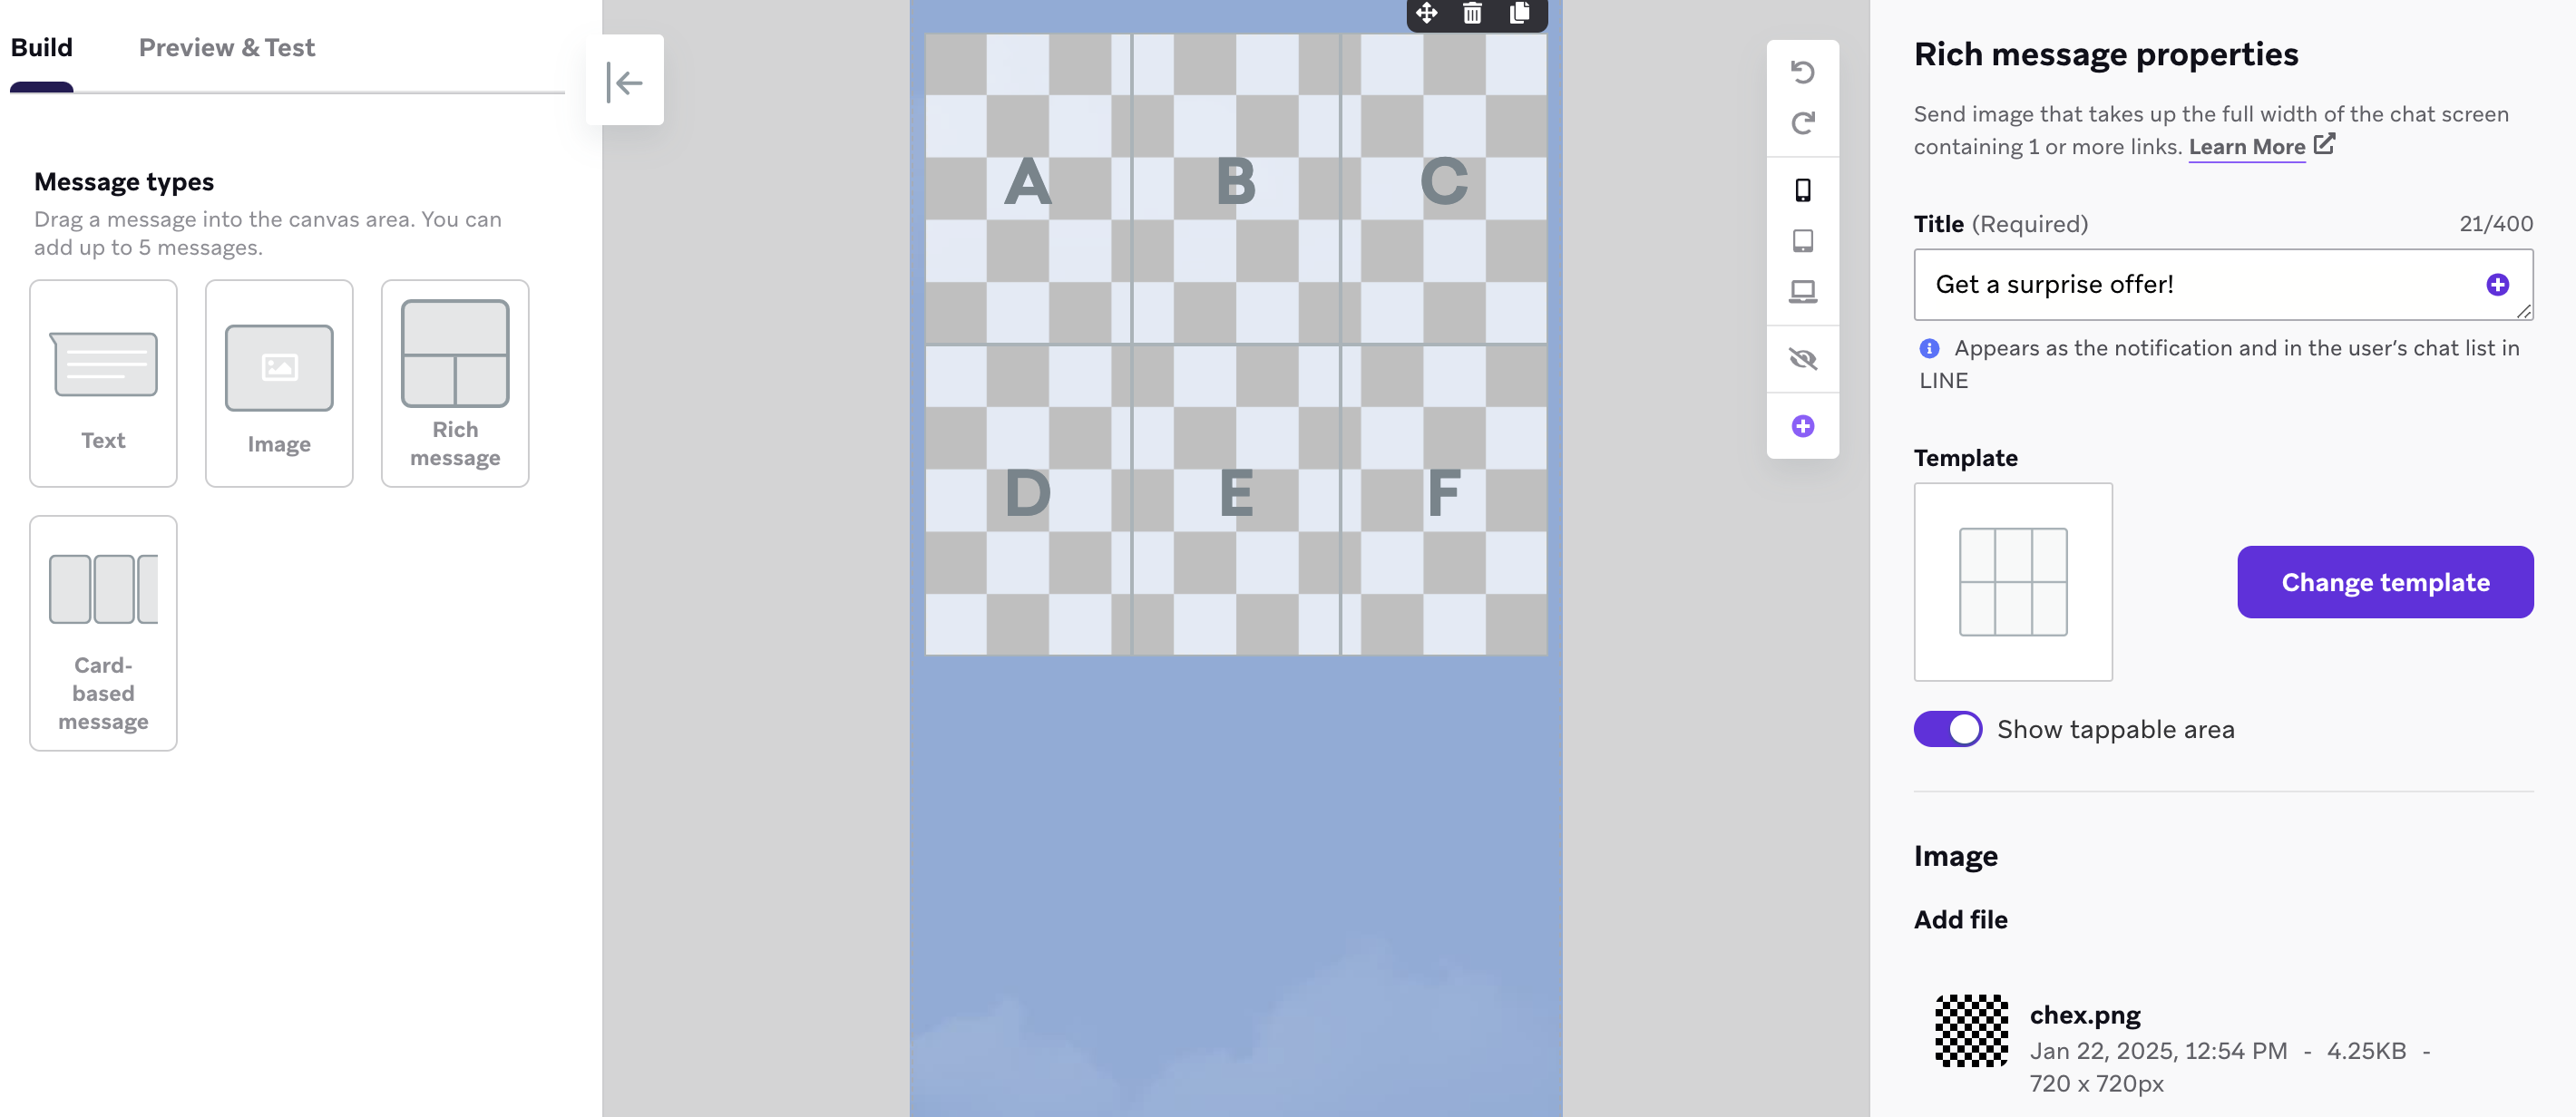 Build
Preview & Test
Message types
Drag a message into the canvas area. You can
add up to 5 messages.
Text
Image
Rich
message
Card-
based
message
A
B
C
D
E
F
Rich message properties
Send image that takes up the full width of the chat screen
containing 1 or more links. Learn More
Title (Required)
21/400
Get a surprise offer!
Appears as the notification and in the user's chat list in
LINE
Template
Change template
Show tappable area
Image
Add file
chex.png
Jan 22, 2025, 12:54 PM - 4.25KB -
720 x 720px